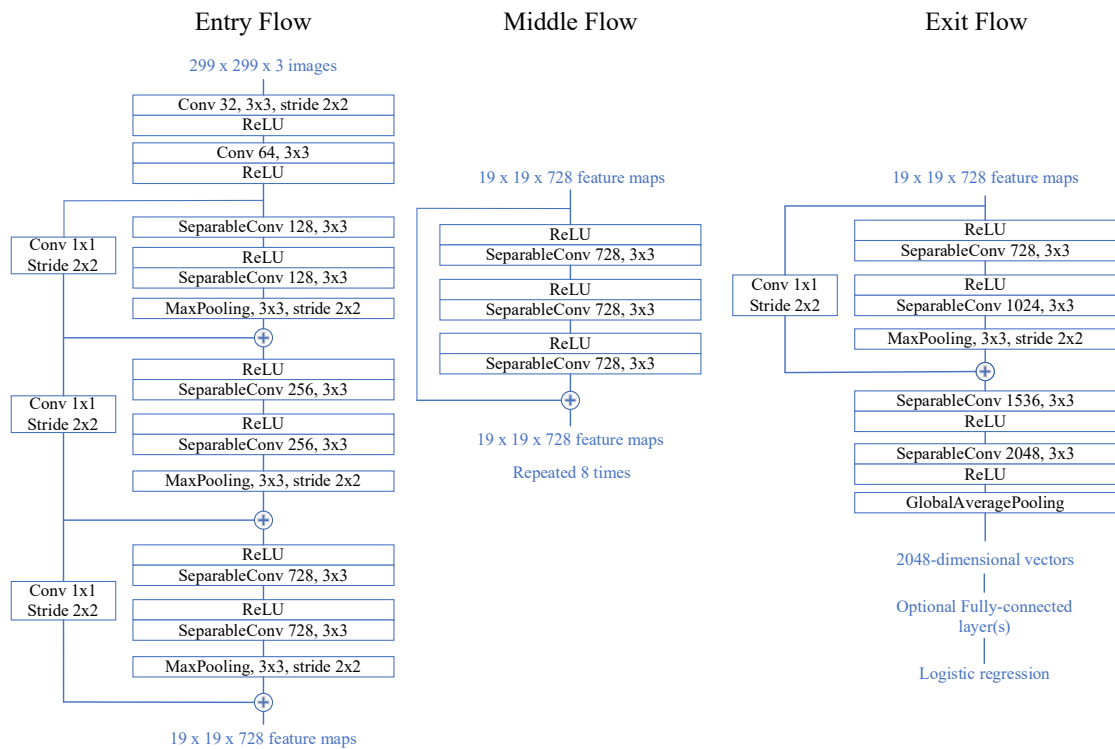 Entry Flow
299 x 299 x 3 images
Conv 32, 3x3, stride 2x2
ReLU
Conv 64, 3x3
ReLU
SeparableConv 128, 3x3
Conv 1x1
Stride 2x2
ReLU
SeparableConv 128, 3x3
MaxPooling, 3x3, stride 2x2
+
ReLU
SeparableConv 256, 3x3
Conv 1x1
Stride 2x2
ReLU
SeparableConv 256, 3x3
MaxPooling, 3x3, stride 2x2
+
ReLU
SeparableConv 728, 3x3
Conv 1x1
Stride 2x2
ReLU
SeparableConv 728, 3x3
MaxPooling, 3x3, stride 2x2
+
19 x 19 x 728 feature maps
Middle Flow
19 x 19 x 728 feature maps
ReLU
SeparableConv 728, 3x3
ReLU
SeparableConv 728, 3x3
ReLU
SeparableConv 728, 3x3
+
19 x 19 x 728 feature maps
Repeated 8 times
Exit Flow
19 x 19 x 728 feature maps
ReLU
SeparableConv 728, 3x3
Conv 1x1
Stride 2x2
ReLU
SeparableConv 1024, 3x3
MaxPooling, 3x3, stride 2x2
+
SeparableConv 1536, 3x3
ReLU
SeparableConv 2048, 3x3
ReLU
GlobalAveragePooling
2048-dimensional vectors
Optional Fully-connected
layer(s)
Logistic regression